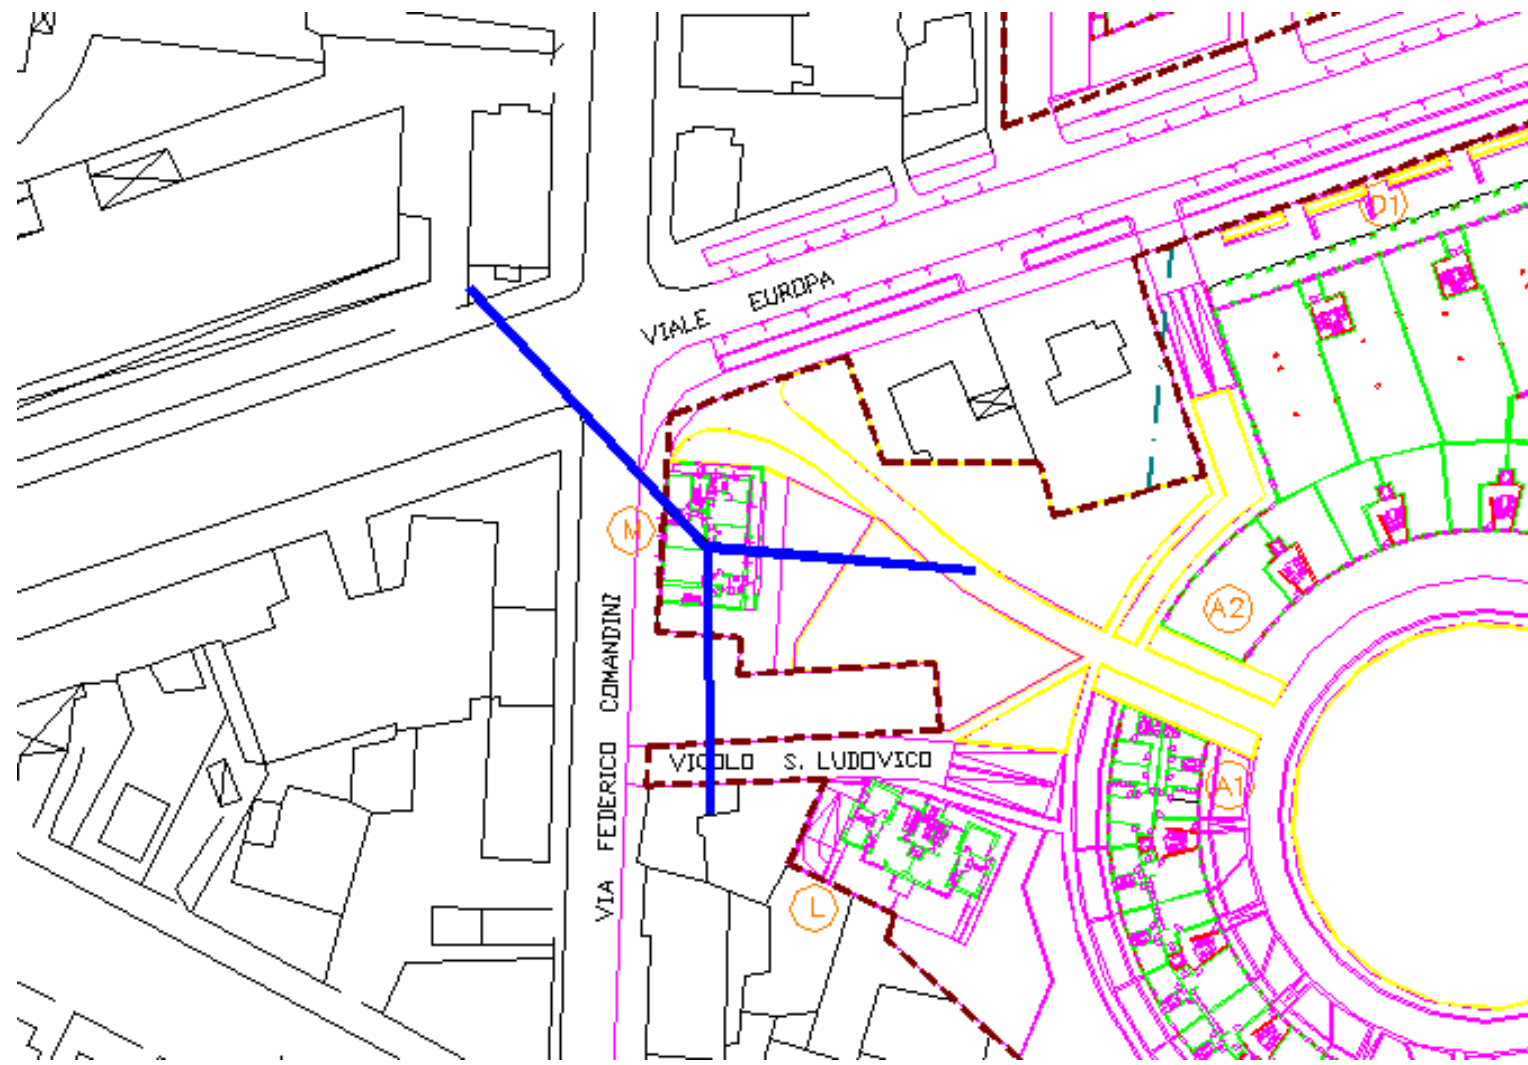 D1
VIALE EUROPA
M
A2
VIA FEDERICO COMANDINI
VICOLO S. LUDOVICO
A1
L